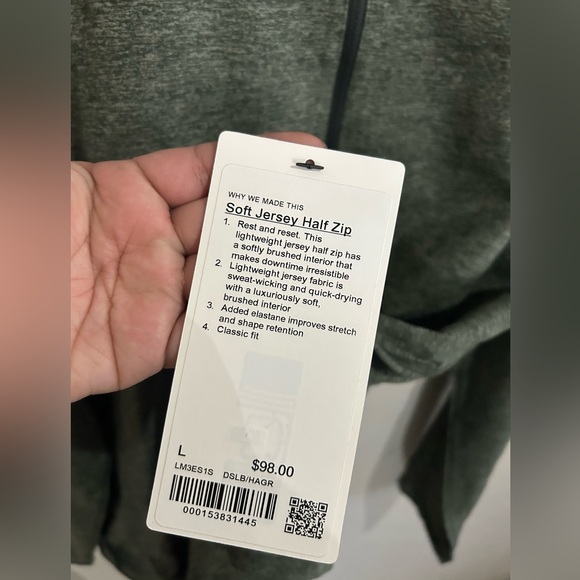 WHY WE MADE THIS
Soft Jersey Half Zip
1. Rest and reset. This
lightweight jersey half zip has
a softly brushed interior that
makes downtime irresistible
2. Lightweight jersey fabric is
sweat-wicking and quick-drying
with a luxuriously soft,
brushed interior
3. Added elastane improves stretch
and shape retention
4. Classic fit
L
$98.00
LM3ES1S DSLB/HAGR
000153831445